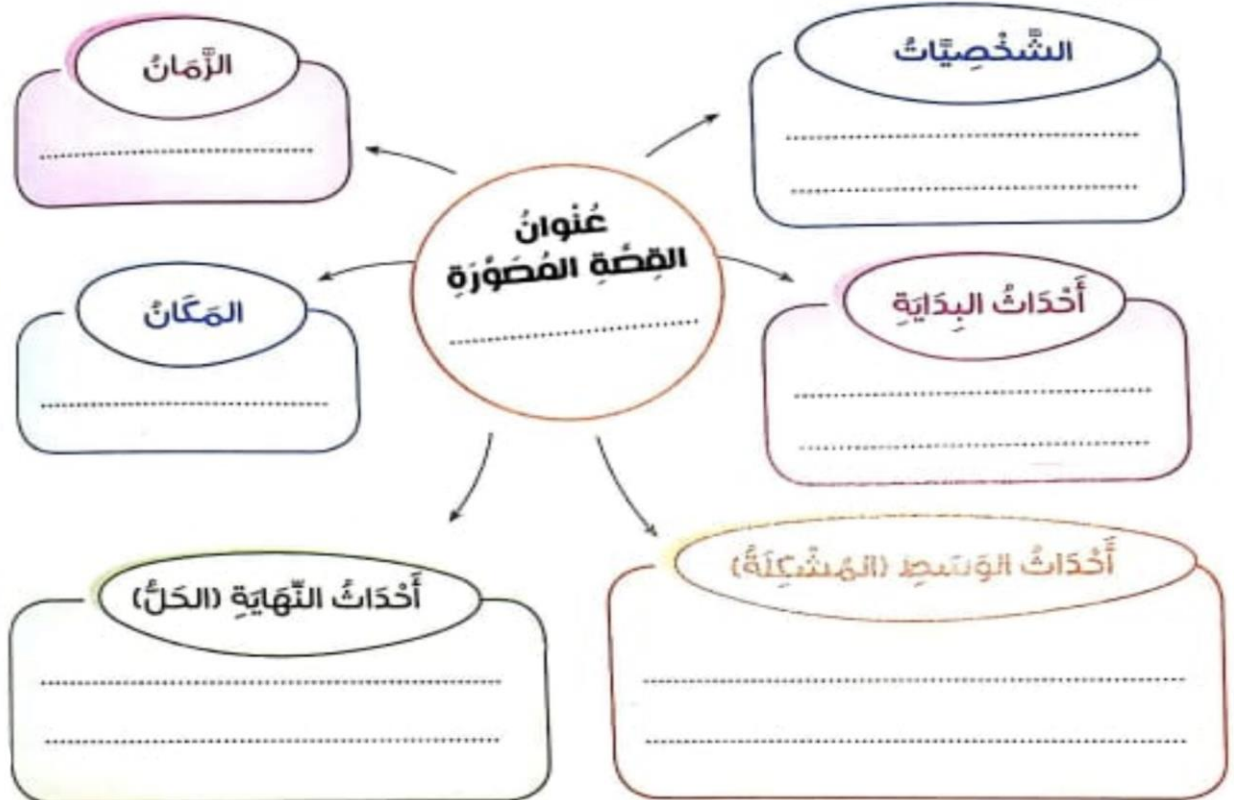 الشَّخْصِيَّاتُ
الزَّمَانُ
عُنْوانُ
القِصَّةِ المُصَوَّرَةِ
أَحْدَاثُ البِدَايَةِ
المَكَانُ
أَحْدَاثُ الوَسَطِ (المُشْكِلَةُ)
أَحْدَاثُ النِّهَايَةِ (الحَلُّ)